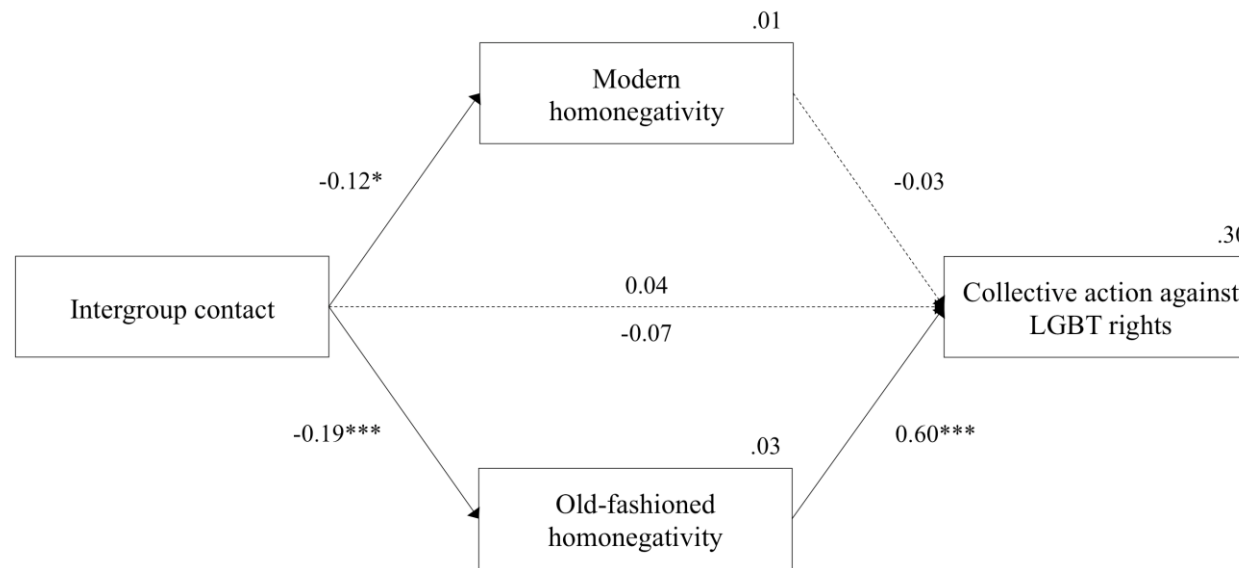 .01
Modern
homonegativity
-0.12*
-0.03
Intergroup contact
0.04
-0.07
Collective action against
LGBT rights
-0.19***
0.60***
.03
Old-fashioned
homonegativity